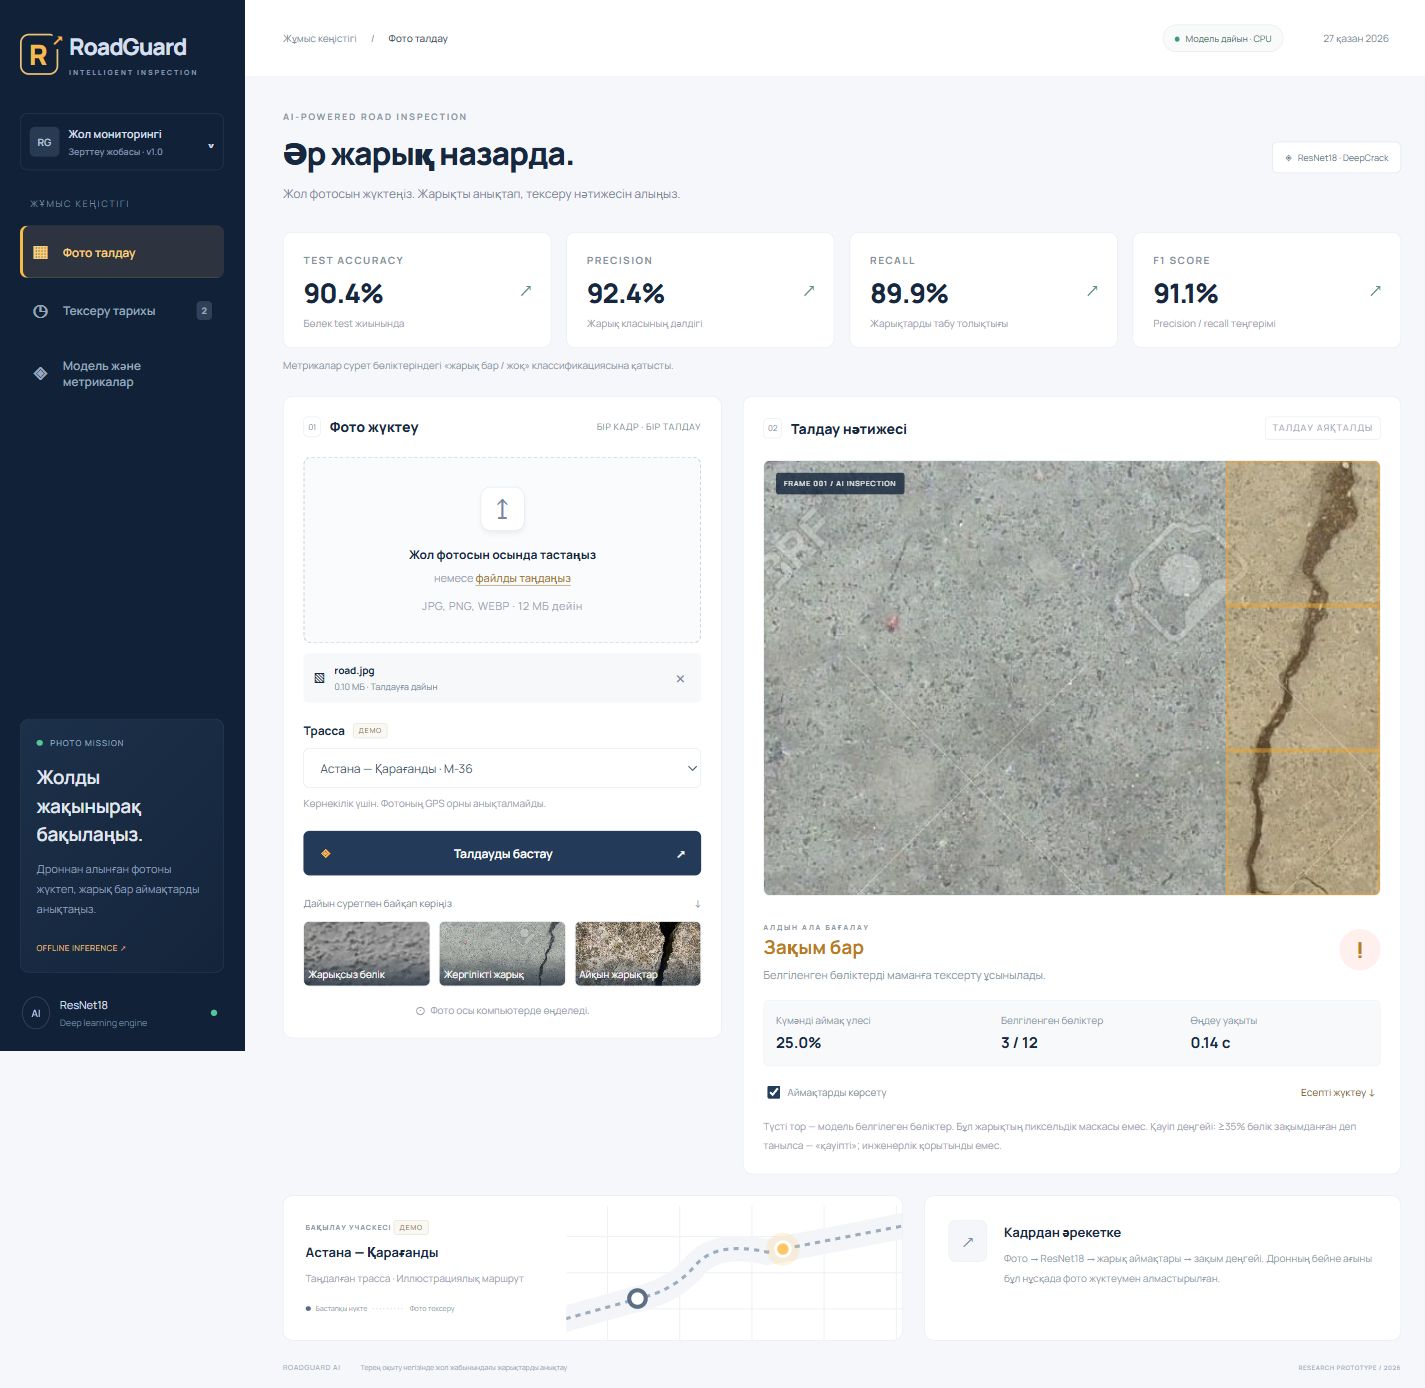 R
RoadGuard
INTELLIGENT INSPECTION
RG
Жол мониторингі
Зерттеу жобасы · v1.0
ЖҰМЫС КЕҢІСТІГІ
Фото талдау
Тексеру тарихы
2
Модель және
метрикалар
PHOTO MISSION
Жолды
жақынырақ
бақылаңыз.
Дроннан алынған фотоны
жүктеп, жарық бар аймақтарды
анықтаңыз.
OFFLINE INFERENCE ↗
AI
ResNet18
Deep learning engine
Жұмыс кеңістігі / Фото талдау
Модель дайын · CPU
27 қазан 2026
AI-POWERED ROAD INSPECTION
Әр жарық назарда.
Жол фотосын жүктеңіз. Жарықты анықтап, тексеру нәтижесін алыңыз.
ResNet18 · DeepCrack
TEST ACCURACY
90.4%
Бөлек test жиынында
PRECISION
92.4%
Жарық класының дәлдігі
RECALL
89.9%
Жарықтарды табу толықтығы
F1 SCORE
91.1%
Precision / recall теңгерімі
Метрикалар сурет бөліктеріндегі «жарық бар / жоқ» классификациясына қатысты.
01 Фото жүктеу
БІР КАДР · БІР ТАЛДАУ
Жол фотосын осында тастаңыз
немесе файлды таңдаңыз
JPG, PNG, WEBP · 12 МБ дейін
road.jpg
0.10 МБ · Талдауға дайын
Трасса ДЕМО
Астана — Қарағанды · M-36
Көрнекілік үшін. Фотоның GPS орны анықталмайды.
Талдауды бастау
Дайын суретпен байқап көріңіз
Жарықсыз бөлік
Жергілікті жарық
Айқын жарықтар
Фото осы компьютерде өңделеді.
02 Талдау нәтижесі
ТАЛДАУ АЯҚТАЛДЫ
FRAME 001 / AI INSPECTION
АЛДЫН АЛА БАҒАЛАУ
Зақым бар
!
Белгіленген бөліктерді маманға тексерту ұсынылады.
Күмәнді аймақ үлесі
25.0%
Белгіленген бөліктер
3 / 12
Өңдеу уақыты
0.14 с
Аймақтарды көрсету
Есепті жүктеу ↓
Түсті тор — модель белгілеген бөліктер. Бұл жарықтың пиксельдік маскасы емес. Қауіп деңгейі: ≥35% бөлік зақымданған деп
танылса — «қауіпті»; инженерлік қорытынды емес.
БАҚЫЛАУ УЧАСКЕСІ ДЕМО
Астана — Қарағанды
Таңдалған трасса · Иллюстрациялық маршрут
Бастапқы нүкте
Фото тексеру
Кадрдан әрекетке
Фото → ResNet18 → жарық аймақтары → зақым деңгейі. Дронның бейне ағыны
бұл нұсқада фото жүктеумен алмастырылған.
ROADGUARD AI
Терең оқыту негізінде жол жабынындағы жарықтарды анықтау
RESEARCH PROTOTYPE / 2026